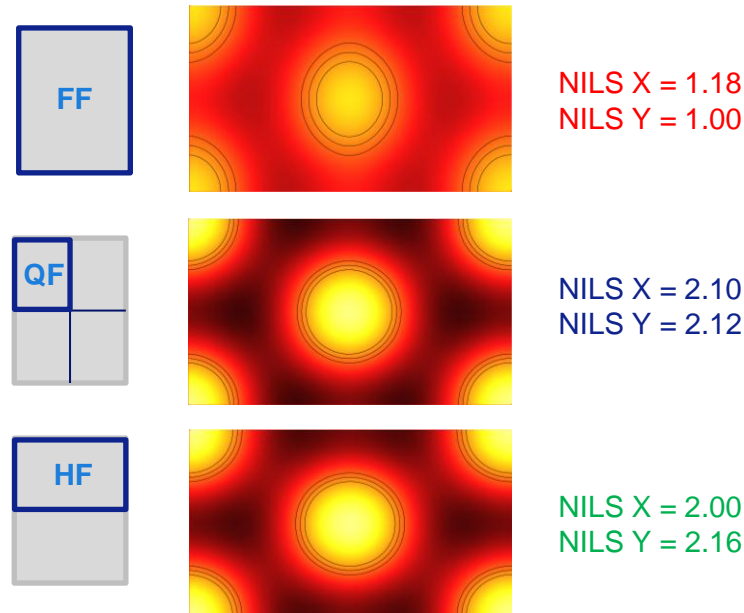 FF
NILS X = 1.18
NILS Y = 1.00
QF
NILS X = 2.10
NILS Y = 2.12
HF
NILS X = 2.00
NILS Y = 2.16